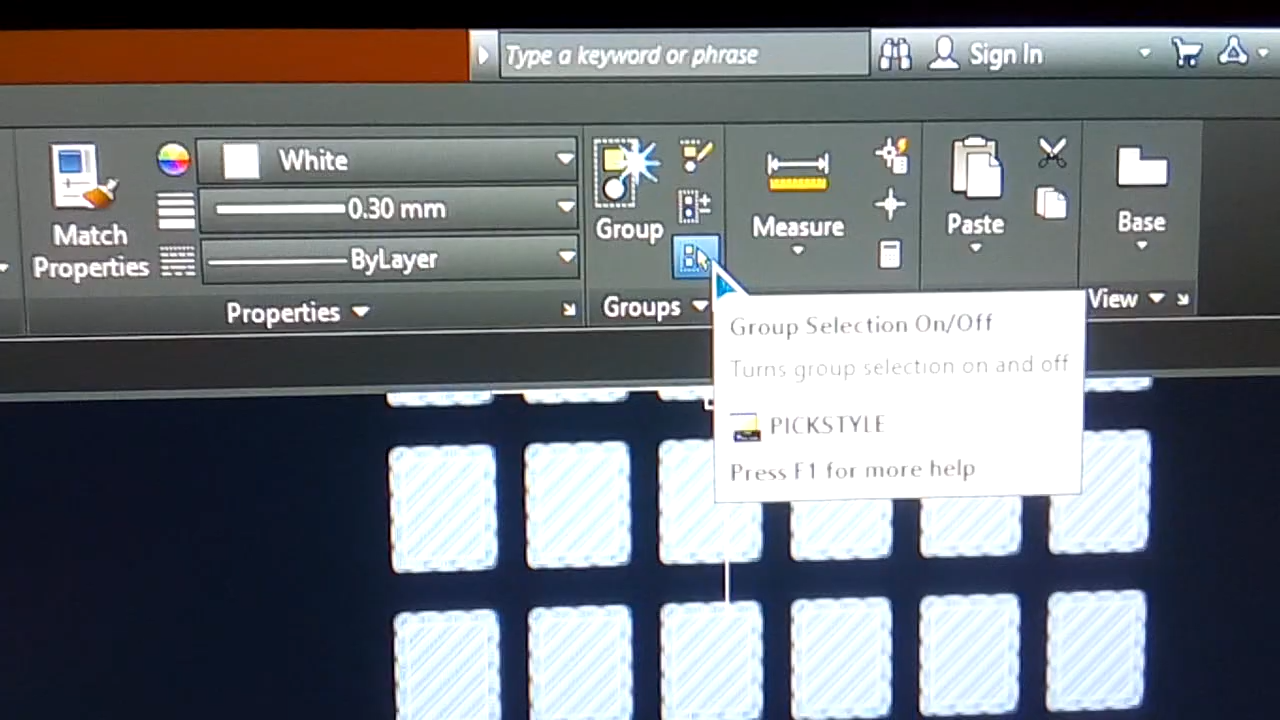 Type a keyword or phrase
Sign In
White
0.30 mm
ByLayer
Match
Properties
Properties
Group
Groups
Measure
Paste
Base
View
Group Selection On/Off
Turns group selection on and off
PICKSTYLE
Press F1 for more help